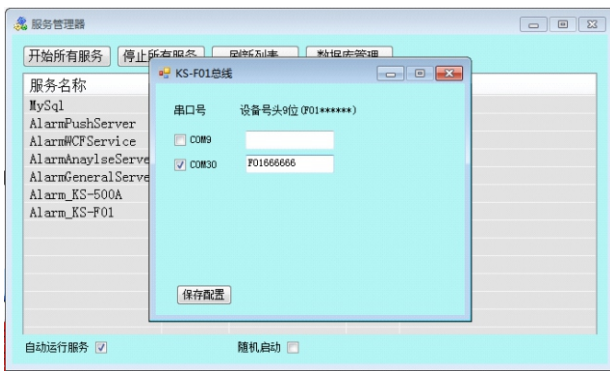 服务管理器
开始所有服务 停止所有服务 刷新列表 数据库管理
服务名称
MySql
AlarmPushServer
AlarmWCFService
AlarmAnaylseServe
AlarmGeneralServe
Alarm_KS-500A
Alarm_KS-F01
KS-F01总线
串口号 设备号头9位(F01******)
COM9
COM30 F01666666
保存配置
自动运行服务 随机启动